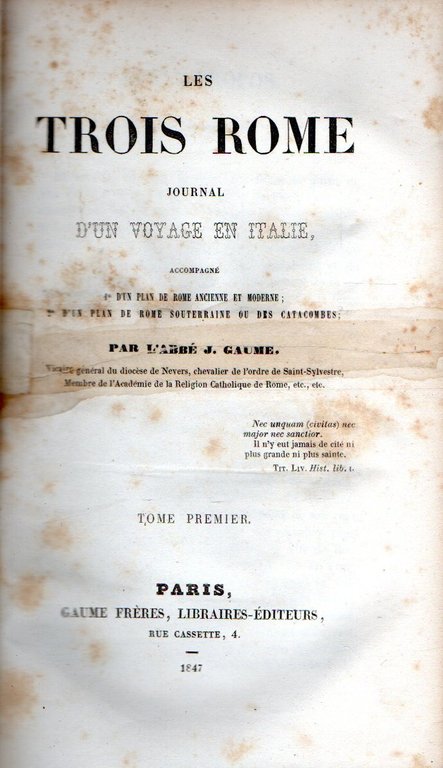 LES
TROIS ROME
JOURNAL
D'UN VOYAGE EN ITALIE,
ACCOMPAGNÉ
1º D'UN PLAN DE ROME ANCIENNE ET MODERNE;
2º D'UN PLAN DE ROME SOUTERRAINE OU DES CATACOMBES;
PAR L'ABBÉ J. GAUME.
Vicaire général du diocèse de Nevers, chevalier de l'ordre de Saint-Sylvestre,
Membre de l'Académie de la Religion Catholique de Rome, etc., etc.
Nec unquam (civitas) nec
major nec sanctior.
Il n'y eut jamais de cité ni
plus grande ni plus sainte.
TIT. LIV. Hist. lib. I.
TOME PREMIER.
PARIS,
GAUME FRÈRES, LIBRAIRES-ÉDITEURS,
RUE CASSETTE, 4.
1847